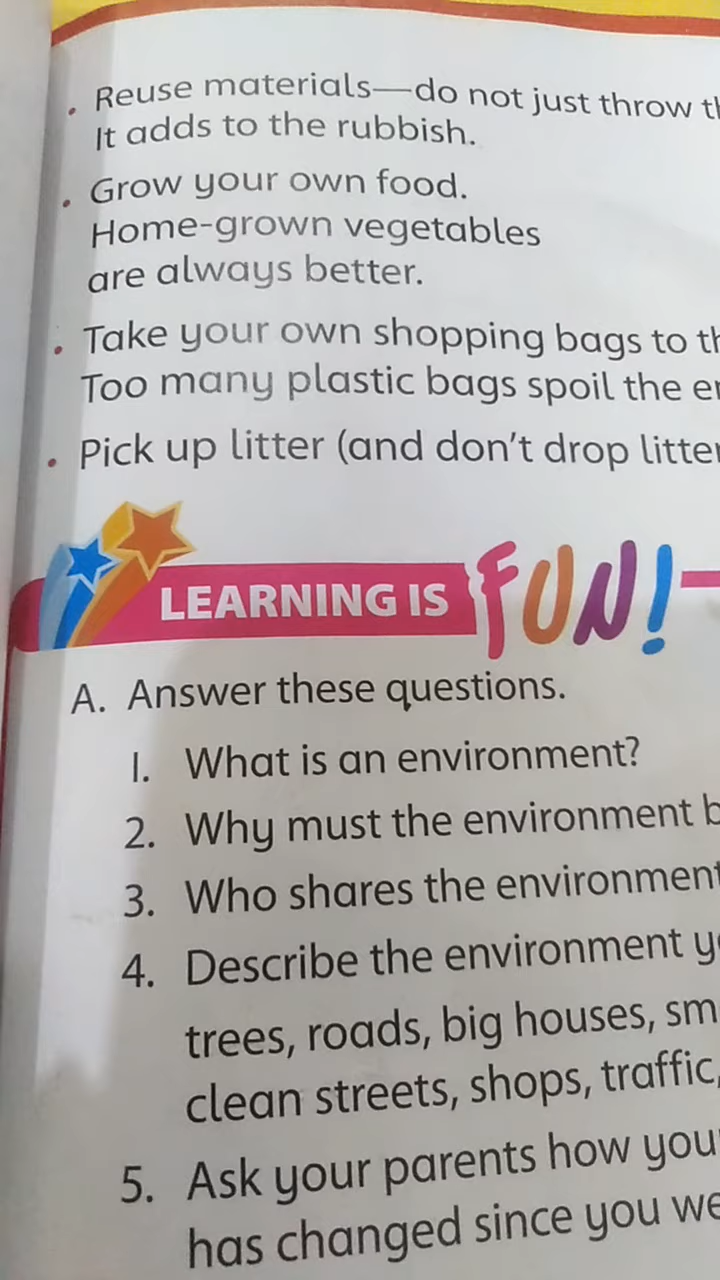 • Reuse materials—do not just throw
It adds to the rubbish.
• Grow your own food.
Home-grown vegetables
are always better.
• Take your own shopping bags to
Too many plastic bags spoil the
• Pick up litter (and don't drop litter
LEARNING IS FUN!
A. Answer these questions.
1. What is an environment?
2. Why must the environment
3. Who shares the environment
4. Describe the environment
trees, roads, big houses,
clean streets, shops, traffic,
5. Ask your parents how
has changed since you